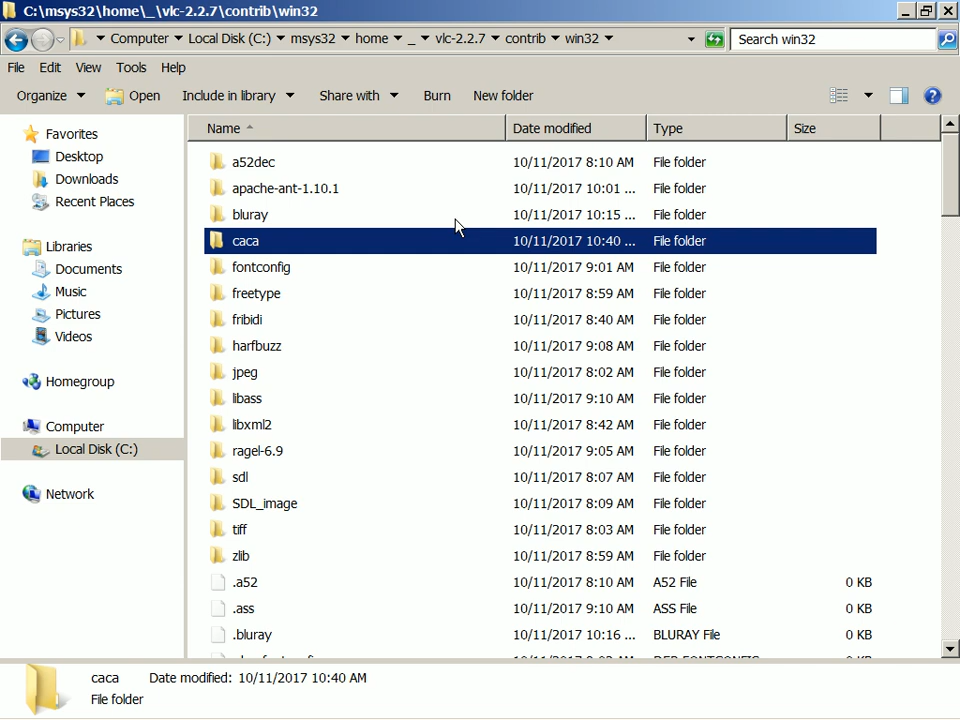 C:\msys32\home\_\vlc-2.2.7\contrib\win32
Computer Local Disk (C:) msys32 home _ vlc-2.2.7 contrib win32 Search win32
File Edit View Tools Help
Organize Open Include in library Share with Burn New folder
Name Date modified Type Size
Favorites
Desktop
Downloads
Recent Places
Libraries
Documents
Music
Pictures
Videos
Homegroup
Computer
Local Disk (C:)
Network
a52dec 10/11/2017 8:10 AM File folder
apache-ant-1.10.1 10/11/2017 10:01 ... File folder
bluray 10/11/2017 10:15 ... File folder
caca 10/11/2017 10:40 ... File folder
fontconfig 10/11/2017 9:01 AM File folder
freetype 10/11/2017 8:59 AM File folder
fribidi 10/11/2017 8:40 AM File folder
harfbuzz 10/11/2017 9:08 AM File folder
jpeg 10/11/2017 8:02 AM File folder
libass 10/11/2017 9:10 AM File folder
libxml2 10/11/2017 8:42 AM File folder
ragel-6.9 10/11/2017 9:05 AM File folder
sdl 10/11/2017 8:07 AM File folder
SDL_image 10/11/2017 8:09 AM File folder
tiff 10/11/2017 8:03 AM File folder
zlib 10/11/2017 8:59 AM File folder
.a52 10/11/2017 8:10 AM A52 File 0 KB
.ass 10/11/2017 9:10 AM ASS File 0 KB
.bluray 10/11/2017 10:16 ... BLURAY File 0 KB
caca Date modified: 10/11/2017 10:40 AM
File folder